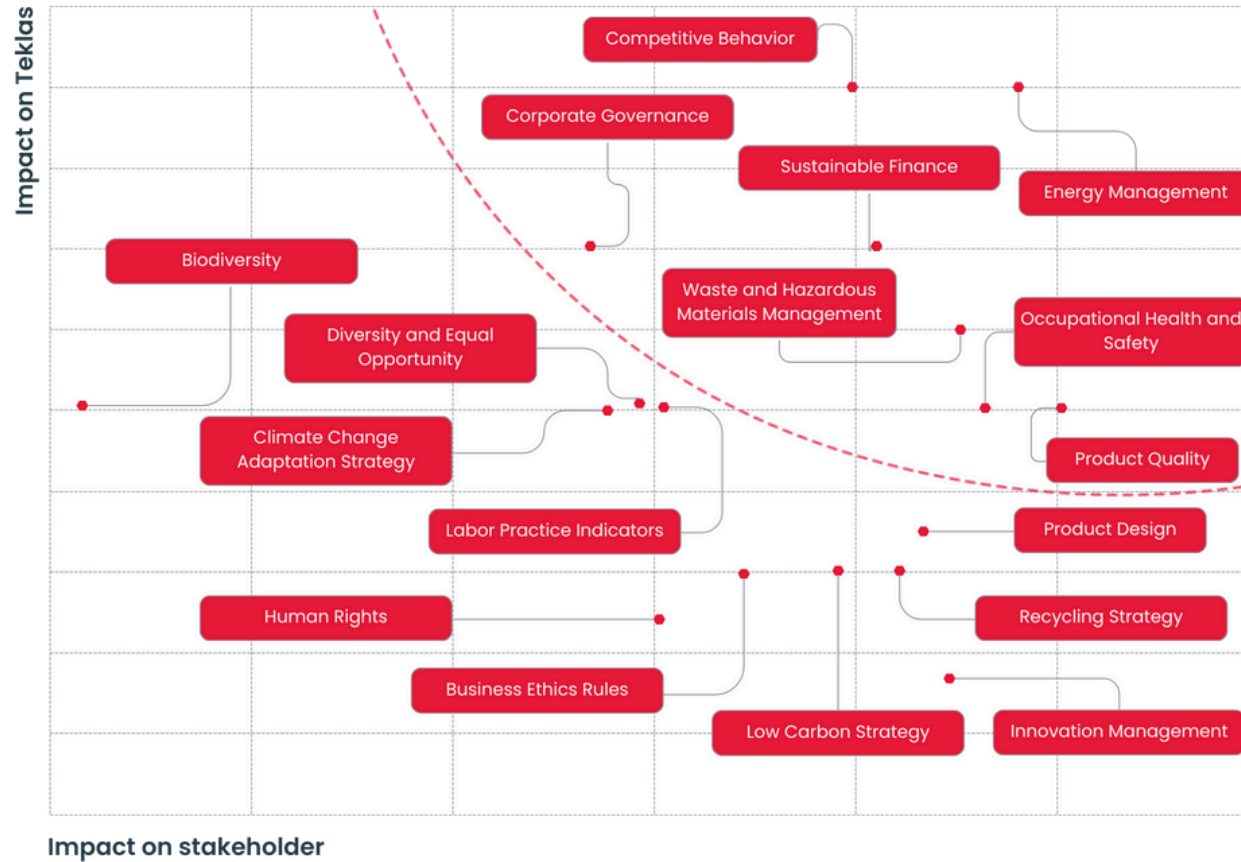 Impact on Teklas
Competitive Behavior
Corporate Governance
Sustainable Finance
Energy Management
Biodiversity
Waste and Hazardous
Materials Management
Occupational Health and
Safety
Diversity and Equal
Opportunity
Climate Change
Adaptation Strategy
Product Quality
Labor Practice Indicators
Product Design
Human Rights
Recycling Strategy
Business Ethics Rules
Low Carbon Strategy
Innovation Management
Impact on stakeholder